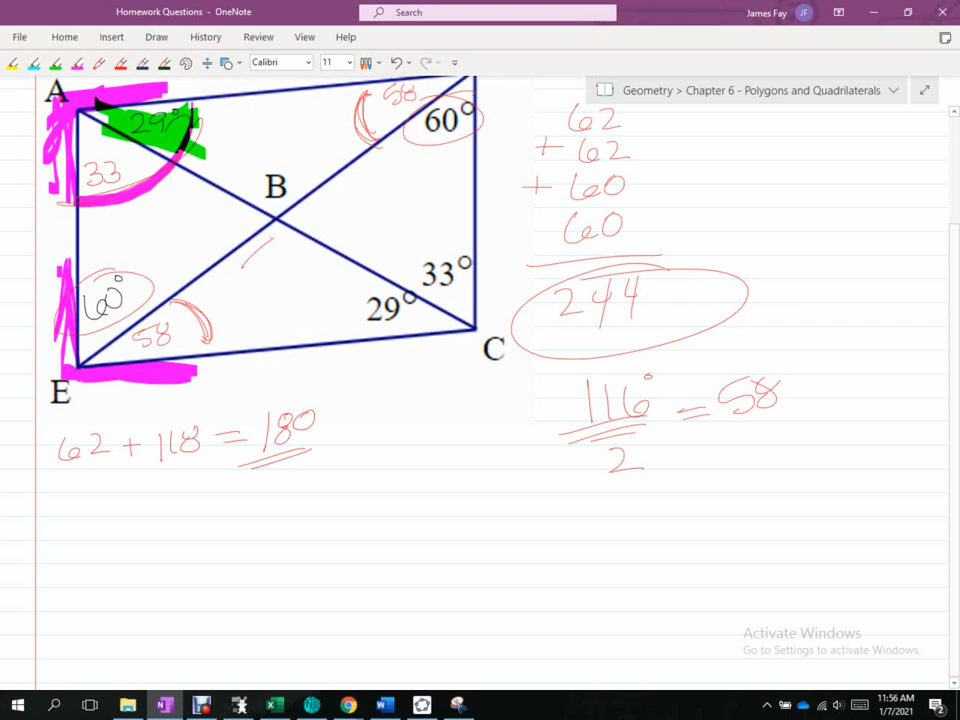 Homework Questions - OneNote
Search
James Fay
JF
File Home Insert Draw History Review View Help
Calibri 11
Geometry > Chapter 6 - Polygons and Quadrilaterals
A
29°
58
60°
33
B
60°
58
33°
29°
C
E
62
+ 62
+ 60
60
244
116° = 58
2
62 + 118 = 180
Activate Windows
Go to Settings to activate Windows.
11:56 AM
1/7/2021
2